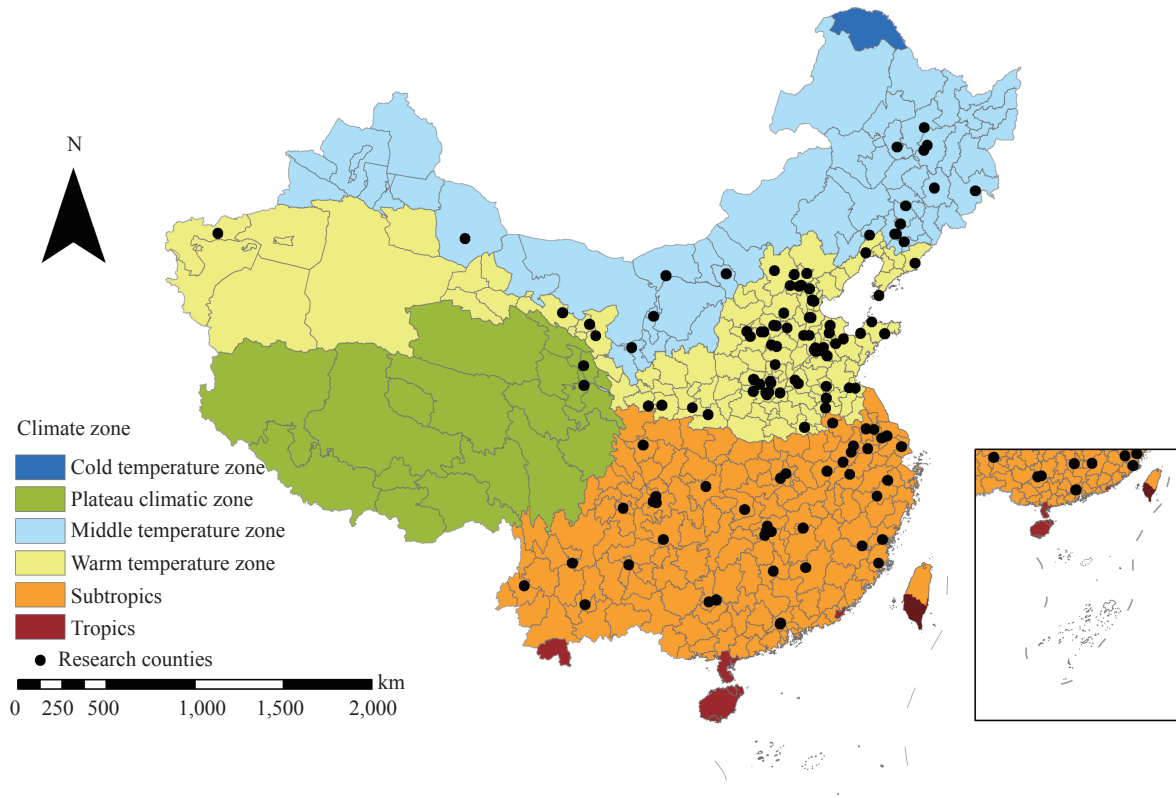 N
Climate zone
Cold temperature zone
Plateau climatic zone
Middle temperature zone
Warm temperature zone
Subtropics
Tropics
Research counties
km
0 250 500 1,000 1,500 2,000